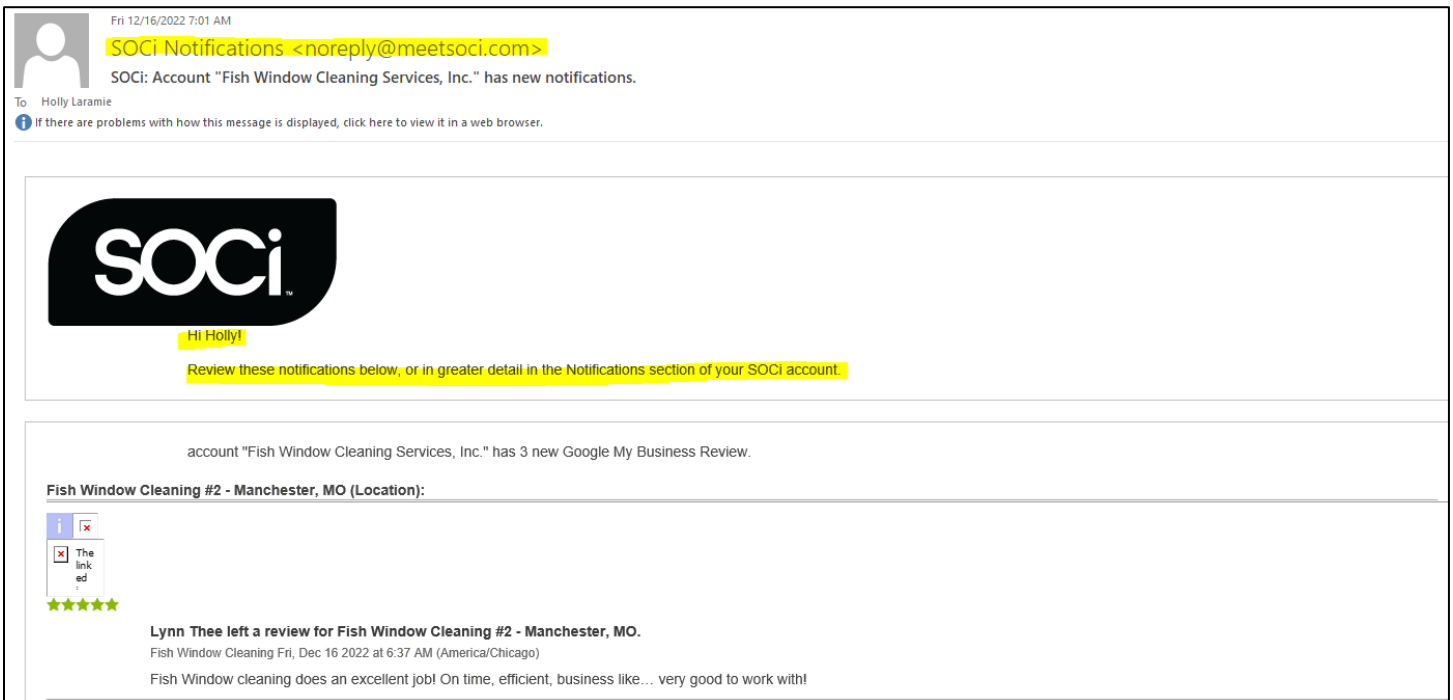 Fri 12/16/2022 7:01 AM
SOCi Notifications <noreply@meetsoci.com>
SOCi: Account "Fish Window Cleaning Services, Inc." has new notifications.
To Holly Laramie
If there are problems with how this message is displayed, click here to view it in a web browser.
SOCi™
Hi Holly!
Review these notifications below, or in greater detail in the Notifications section of your SOCi account.
account "Fish Window Cleaning Services, Inc." has 3 new Google My Business Review.
Fish Window Cleaning #2 - Manchester, MO (Location):
The
link
ed
Lynn Thee left a review for Fish Window Cleaning #2 - Manchester, MO.
Fish Window Cleaning Fri, Dec 16 2022 at 6:37 AM (America/Chicago)
Fish Window cleaning does an excellent job! On time, efficient, business like… very good to work with!